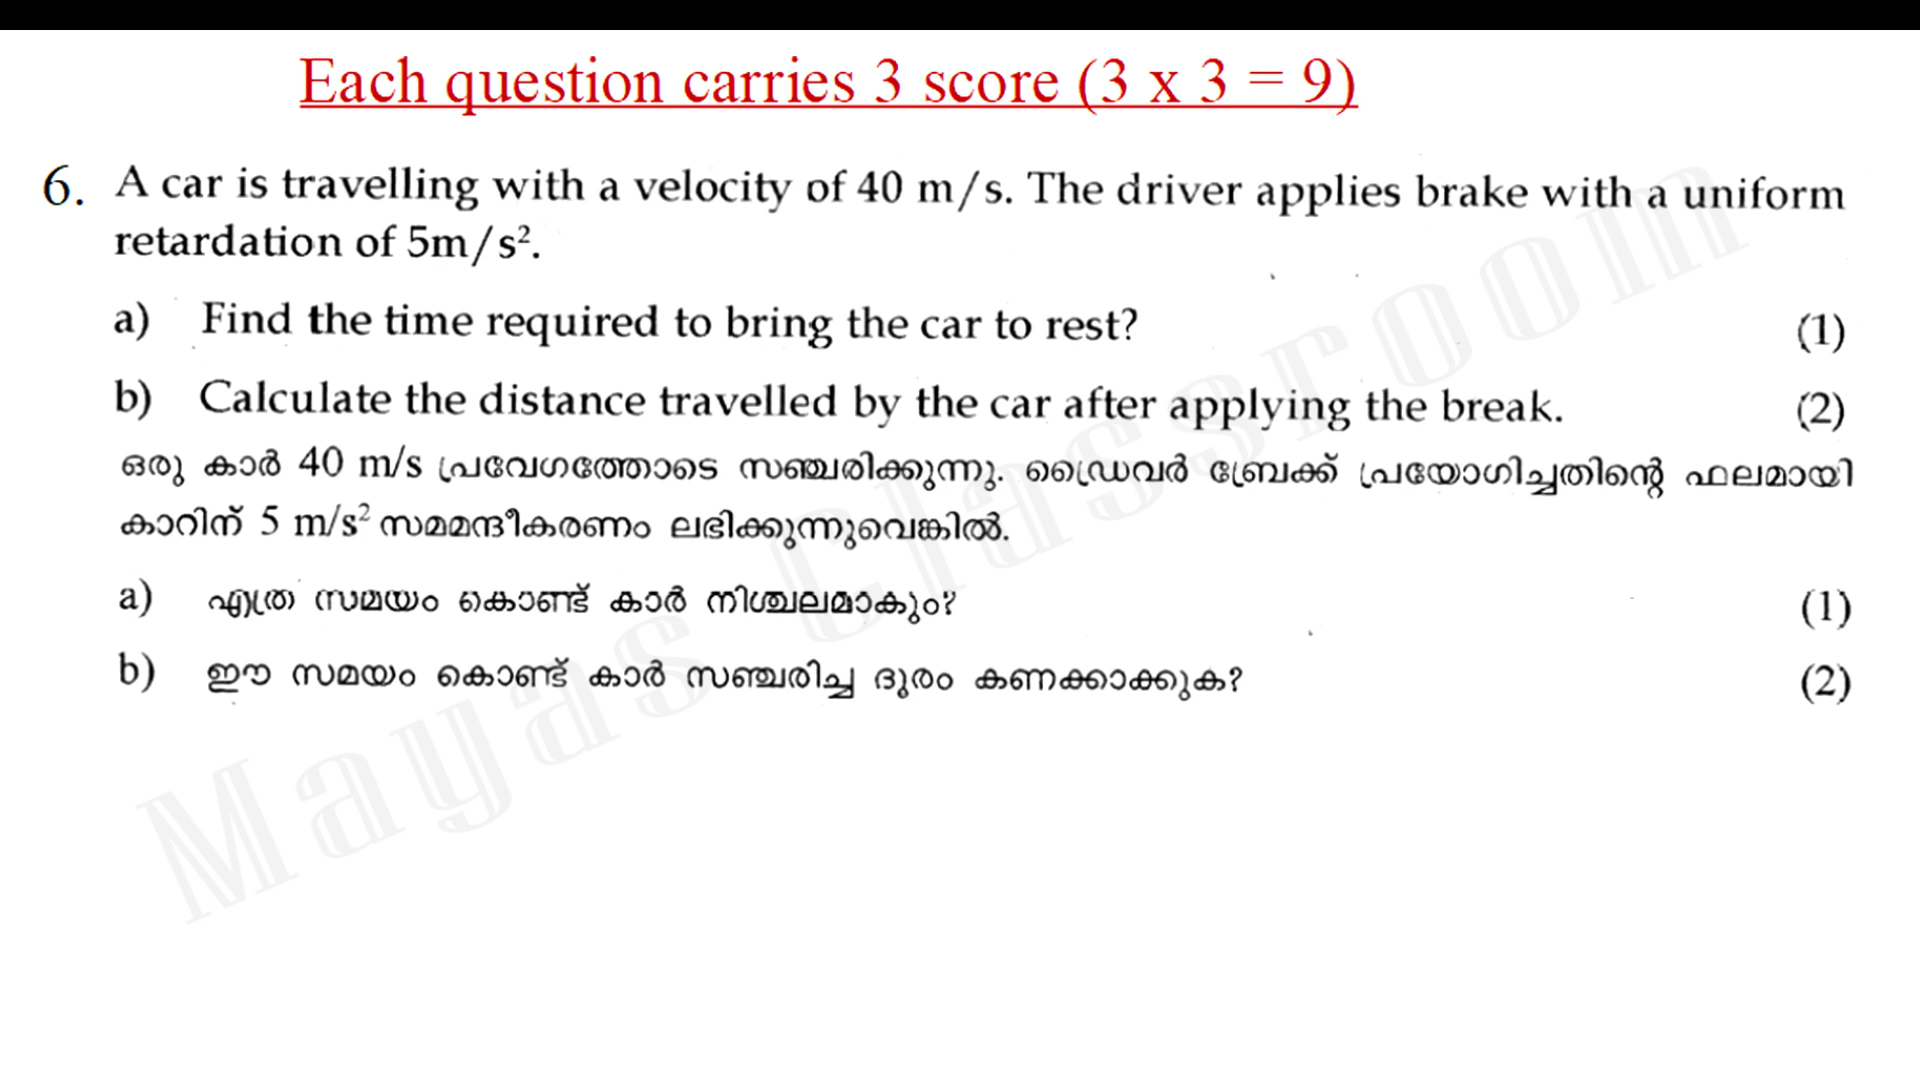 Each question carries 3 score (3 x 3 = 9)
6. A car is travelling with a velocity of 40 m/s. The driver applies brake with a uniform
retardation of 5m/s².
a) Find the time required to bring the car to rest? (1)
b) Calculate the distance travelled by the car after applying the break. (2)
ഒരു കാർ 40 m/s പ്രവേഗത്തോടെ സഞ്ചരിക്കുന്നു. ഡ്രൈവർ ബ്രേക്ക് പ്രയോഗിച്ചതിന്റെ ഫലമായി
കാറിന് 5 m/s² സമമന്ദീകരണം ലഭിക്കുന്നുവെങ്കിൽ.
a) എത്ര സമയം കൊണ്ട് കാർ നിശ്ചലമാകും? (1)
b) ഈ സമയം കൊണ്ട് കാർ സഞ്ചരിച്ച ദൂരം കണക്കാക്കുക? (2)
Mayas Classroom